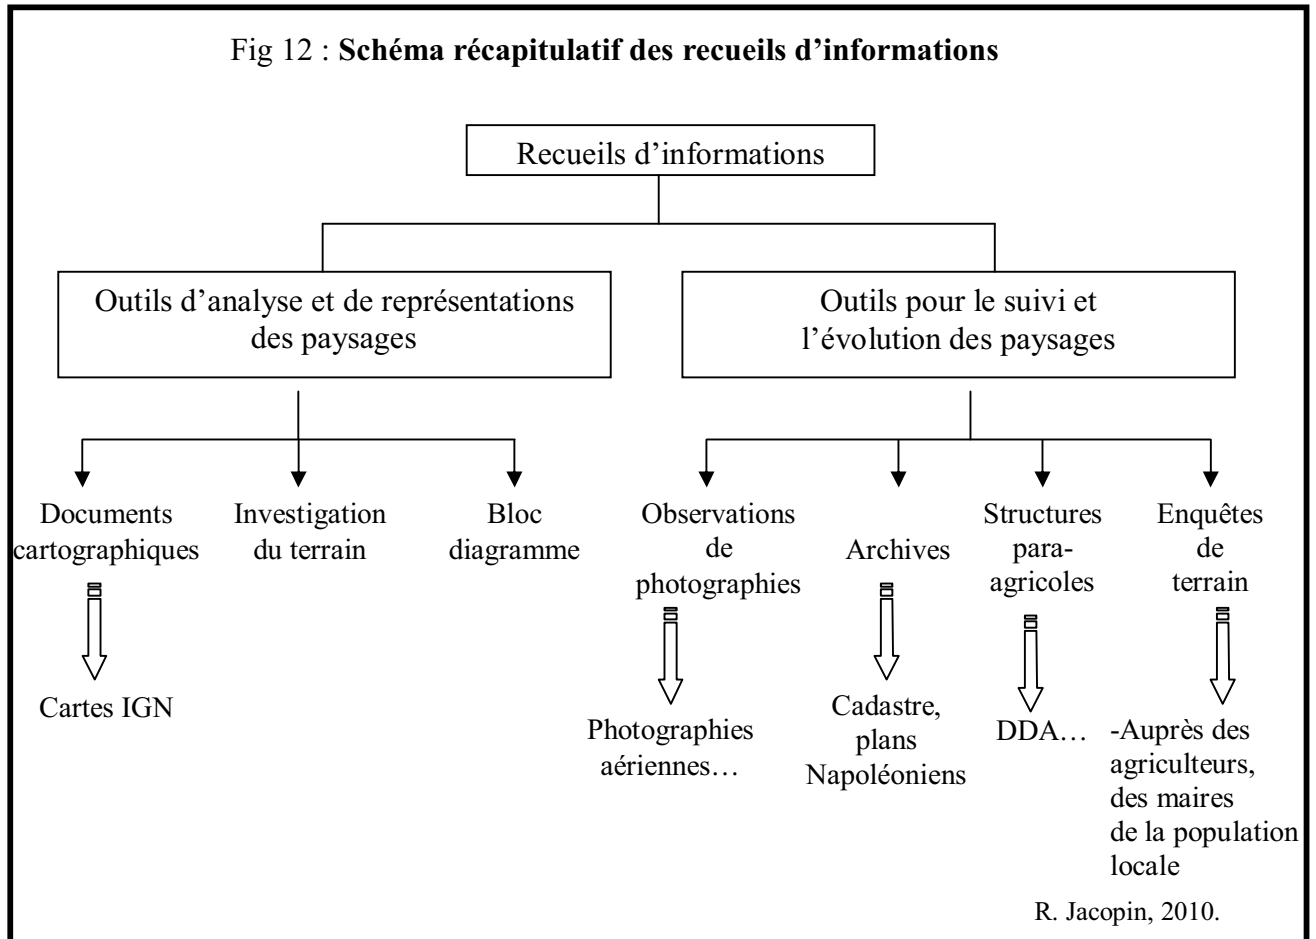 Fig 12 : Schéma récapitulatif des recueils d’informations
Recueils d’informations
Outils d’analyse et de représentations
des paysages
Outils pour le suivi et
l’évolution des paysages
Documents
cartographiques
Investigation
du terrain
Bloc
diagramme
Observations
de
photographies
Archives
Structures
para-
agricoles
Enquêtes
de
terrain
Cartes IGN
Photographies
aériennes…
Cadastre,
plans
Napoléoniens
DDA…
-Auprès des
agriculteurs,
des maires
de la population
locale
R. Jacopin, 2010.